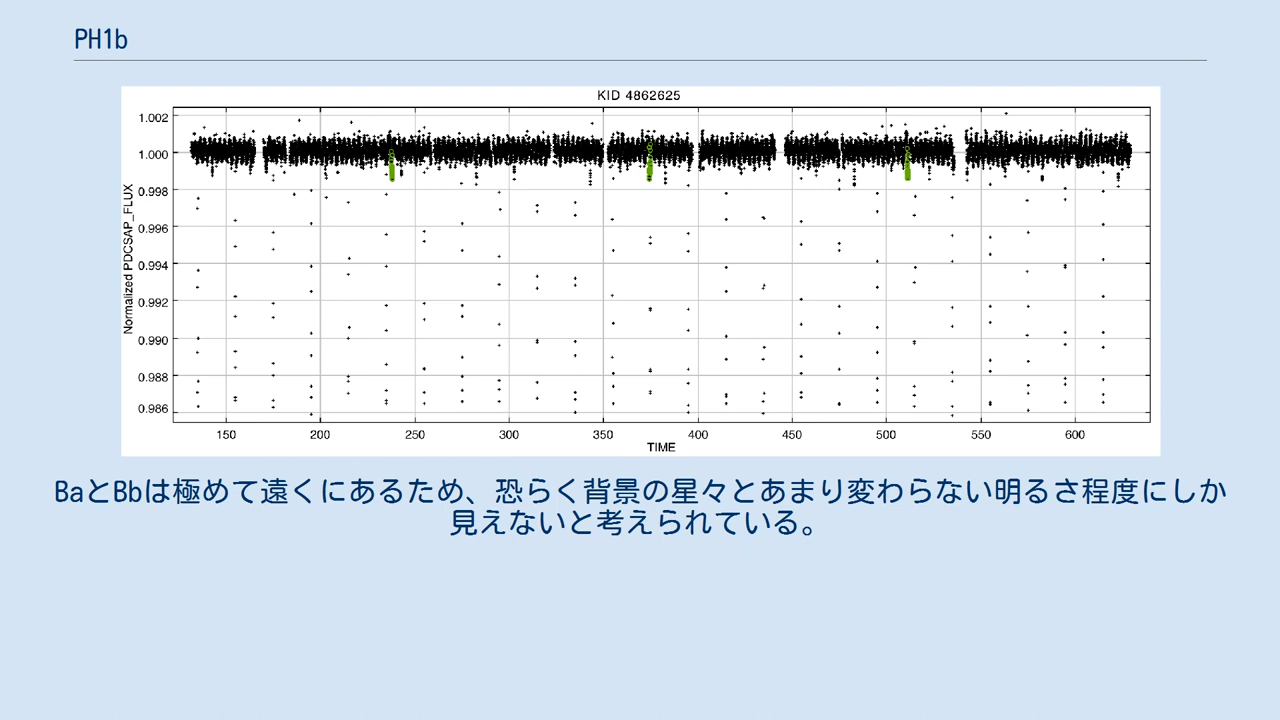 PH1b
KID 4862625
1.002
1.000
0.998
0.996
0.994
0.992
0.990
0.988
0.986
Normalized PDCSAP_FLUX
150 200 250 300 350 400 450 500 550 600
TIME
BaとBbは極めて遠くにあるため、恐らく背景の星々とあまり変わらない明るさ程度にしか
見えないと考えられている。